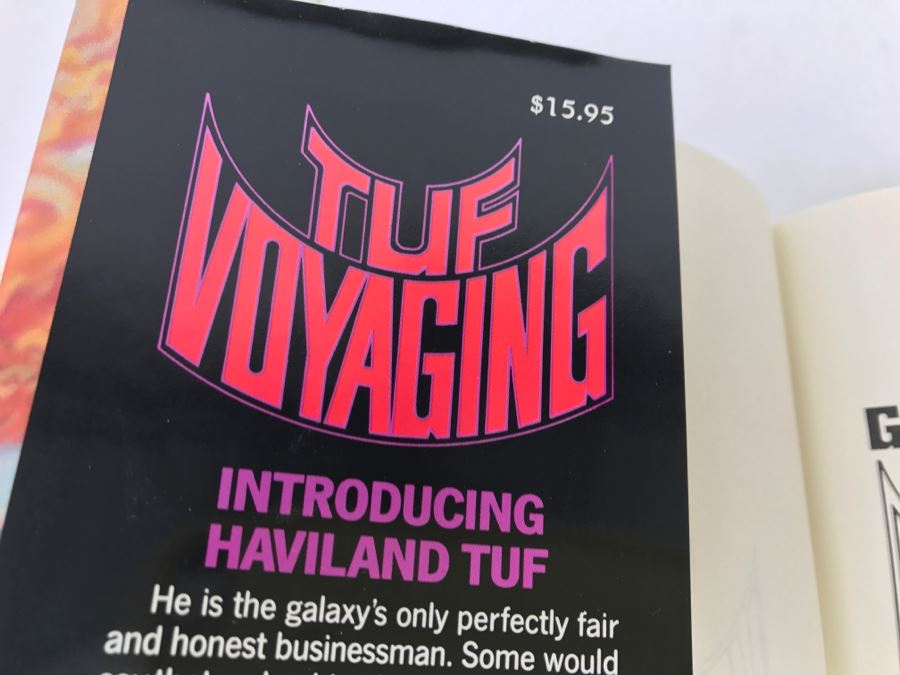 $15.95
TUF
VOYAGING
INTRODUCING
HAVILAND TUF
He is the galaxy's only perfectly fair
and honest businessman. Some would
G